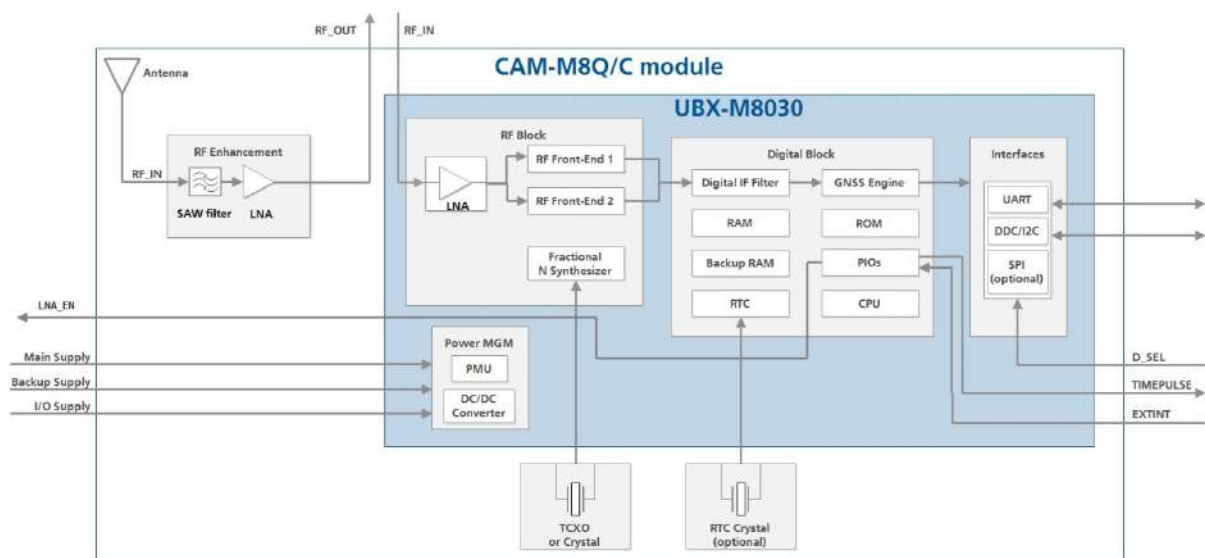 RF_OUT
RF_IN
CAM-M8Q/C module
Antenna
UBX-M8030
RF Enhancement
RF_IN
SAW filter
LNA
RF Block
LNA
RF Front-End 1
RF Front-End 2
Fractional
N Synthesizer
Digital Block
Digital IF Filter
GNSS Engine
RAM
ROM
Backup RAM
PIOs
RTC
CPU
Interfaces
UART
DDC/I2C
SPI
(optional)
LNA_EN
Main Supply
Backup Supply
I/O Supply
Power MGM
PMU
DC/DC
Converter
D_SEL
TIMEPULSE
EXTINT
TCXO
or Crystal
RTC Crystal
(optional)